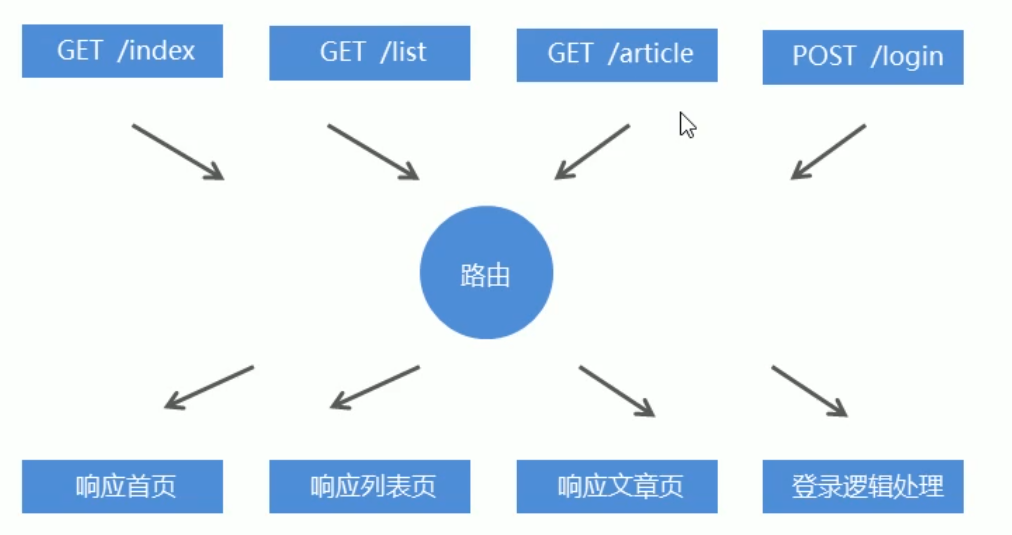 GET /index
GET /list
GET /article
POST /login
路由
响应首页
响应列表页
响应文章页
登录逻辑处理